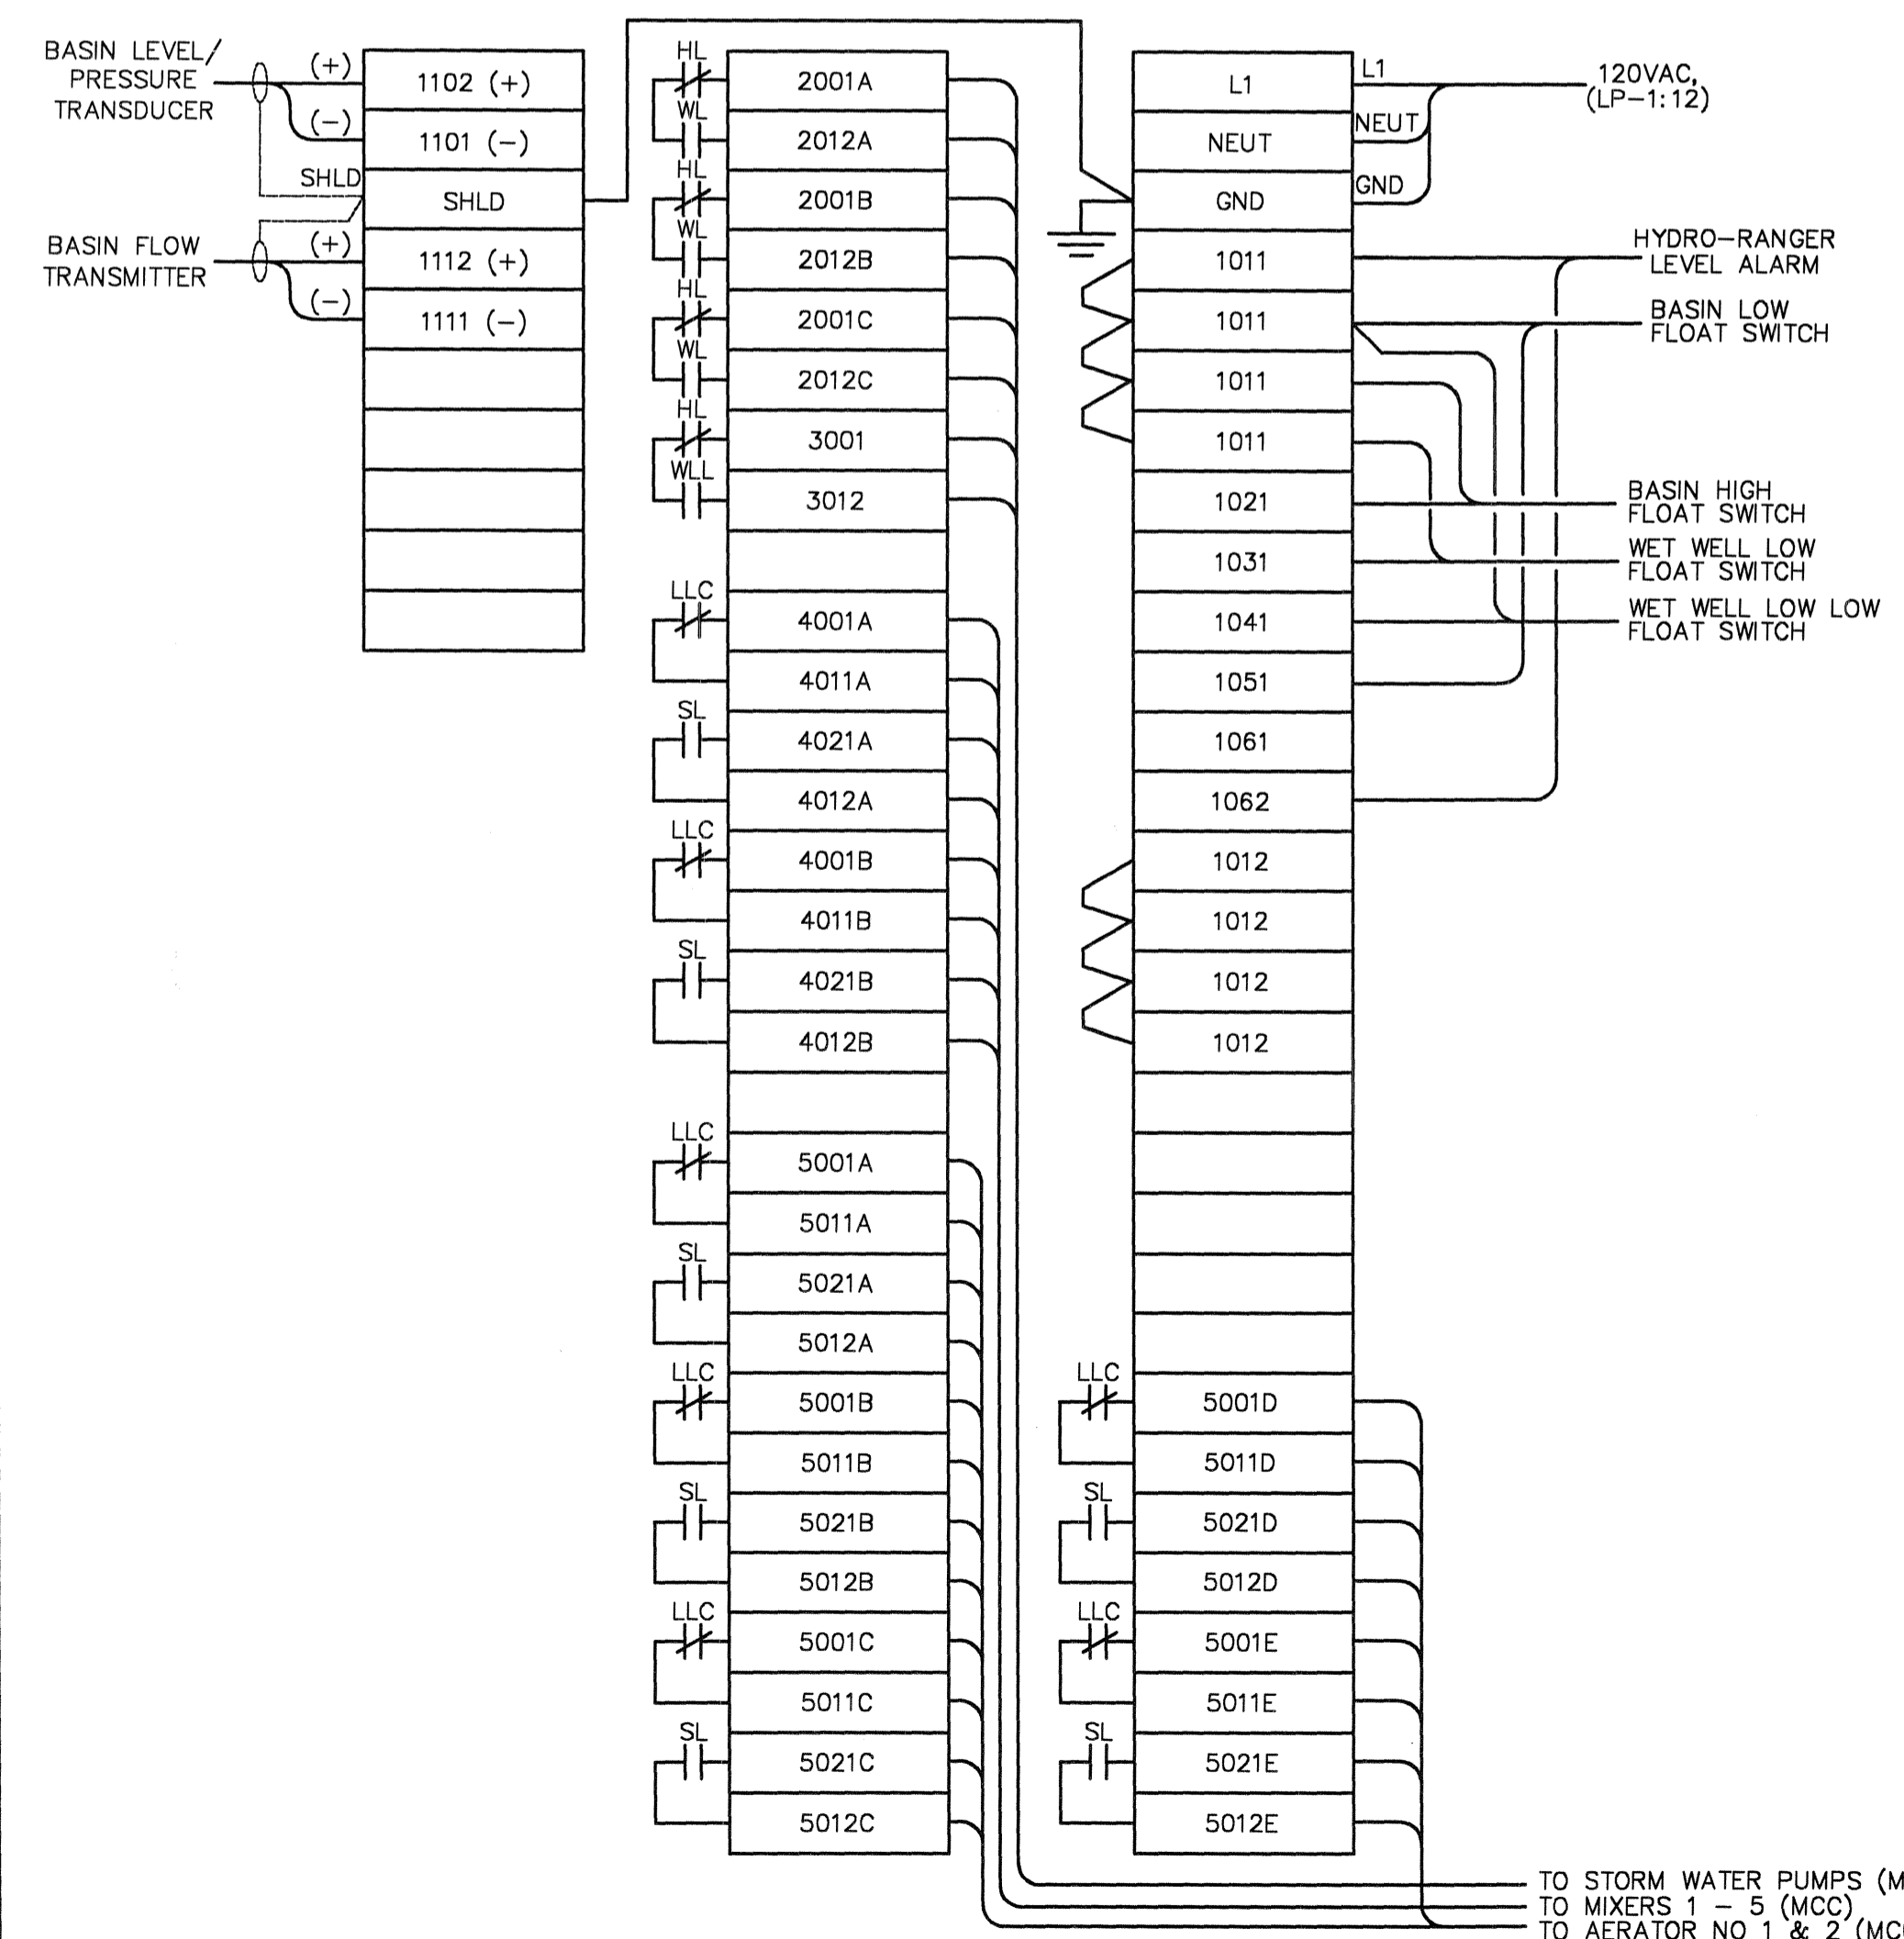 BASIN LEVEL/
PRESSURE
TRANSDUCER
(+)
(-)
SHLD
BASIN FLOW
TRANSMITTER
(+)
(-)
1102 (+)
1101 (-)
SHLD
1112 (+)
1111 (-)
HL
WL
HL
WL
HL
WL
HL
WLL
LLC
SL
LLC
SL
LLC
SL
LLC
SL
LLC
SL
2001A
2012A
2001B
2012B
2001C
2012C
3001
3012
4001A
4011A
4021A
4012A
4001B
4011B
4021B
4012B
5001A
5011A
5021A
5012A
5001B
5011B
5021B
5012B
5001C
5011C
5021C
5012C
LLC
SL
LLC
SL
L1
NEUT
GND
1011
1011
1011
1011
1021
1031
1041
1051
1061
1062
1012
1012
1012
1012
5001D
5011D
5021D
5012D
5001E
5011E
5021E
5012E
L1
NEUT
GND
120VAC,
(LP-1:12)
HYDRO-RANGER
LEVEL ALARM
BASIN LOW
FLOAT SWITCH
BASIN HIGH
FLOAT SWITCH
WET WELL LOW
FLOAT SWITCH
WET WELL LOW LOW
FLOAT SWITCH
TO STORM WATER PUMPS (M
TO MIXERS 1 - 5 (MCC)
TO AERATOR NO 1 & 2 (MC